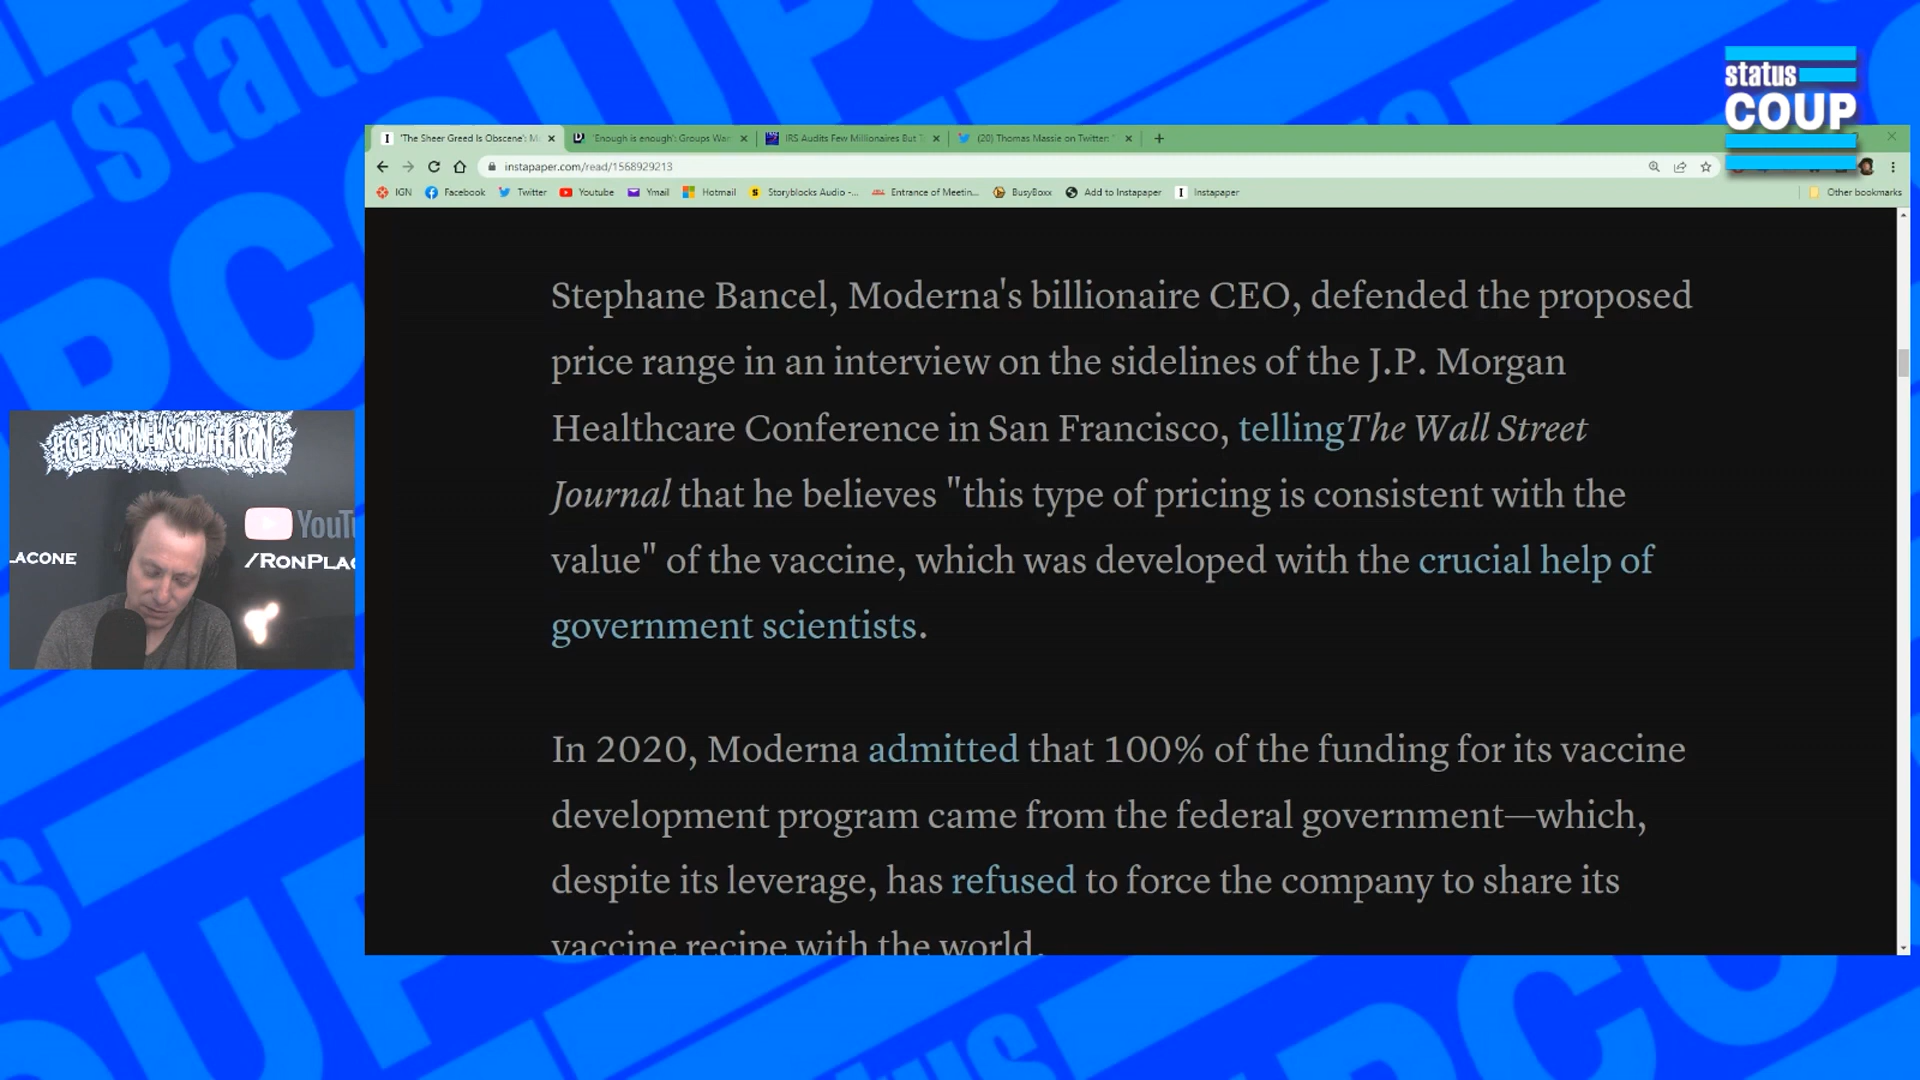 status
COUP
'The Sheer Greed Is Obscene': M
'Enough is enough': Groups War
IRS Audits Few Millionaires But T
(20) Thomas Massie on Twitter: "
instapaper.com/read/1568929213
IGN
Facebook
Twitter
Youtube
Ymail
Hotmail
Storyblocks Audio -...
Entrance of Meetin...
BusyBoxx
Add to Instapaper
Instapaper
Other bookmarks
Stephane Bancel, Moderna's billionaire CEO, defended the proposed
price range in an interview on the sidelines of the J.P. Morgan
Healthcare Conference in San Francisco, tellingThe Wall Street
Journal that he believes "this type of pricing is consistent with the
value" of the vaccine, which was developed with the crucial help of
government scientists.
In 2020, Moderna admitted that 100% of the funding for its vaccine
development program came from the federal government—which,
despite its leverage, has refused to force the company to share its
vaccine recipe with the world.
#GETYOURNEWSONWITHRON
YouTu
LACONE
/RONPLAC